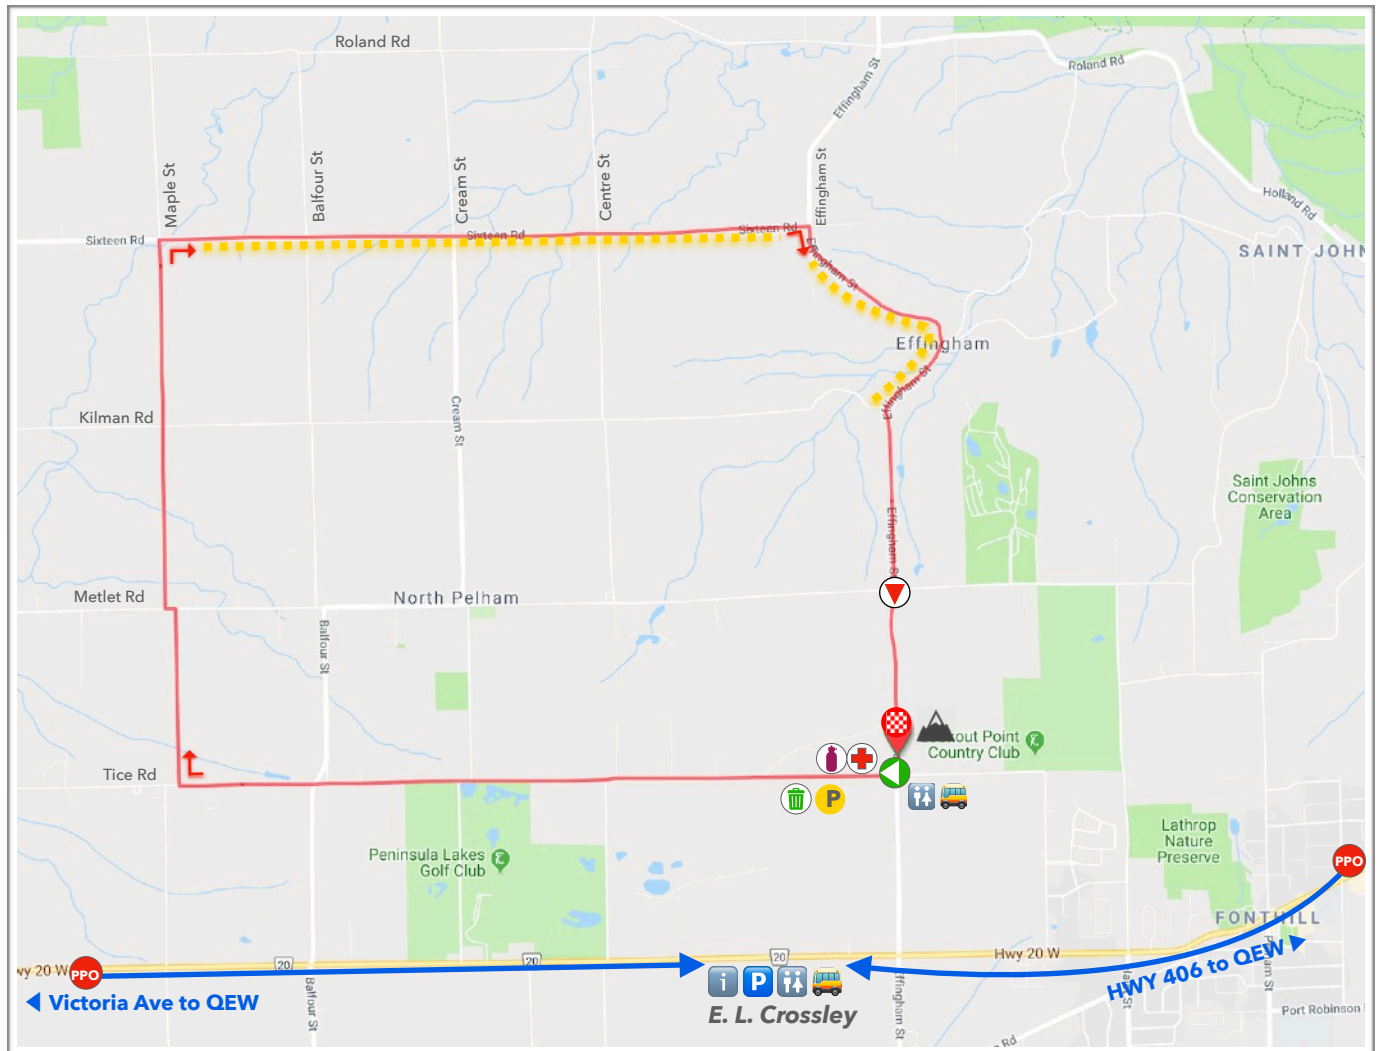 Roland Rd
Roland Rd
Effingham St
Maple St
Balfour St
Cream St
Centre St
Effingham St
Holland Rd
Sixteen Rd
Sixteen Rd
Sixteen Rd
SAINT JOHN
Effingham St
Effingham
Effingham St
Kilman Rd
Cream St
Saint Johns
Conservation
Area
Effingham St
Metlet Rd
North Pelham
Balfour St
out Point
Country Club
Tice Rd
P
Lathrop
Nature
Preserve
Peninsula Lakes
Golf Club
PPO
FONTHILL
Hwy 20 W
wy 20 W
PPO
20
20
20
HWY 406 to QEW
Victoria Ave to QEW
i P
E. L. Crossley
Balfour St
Effingham St
Port Robinson
Rd